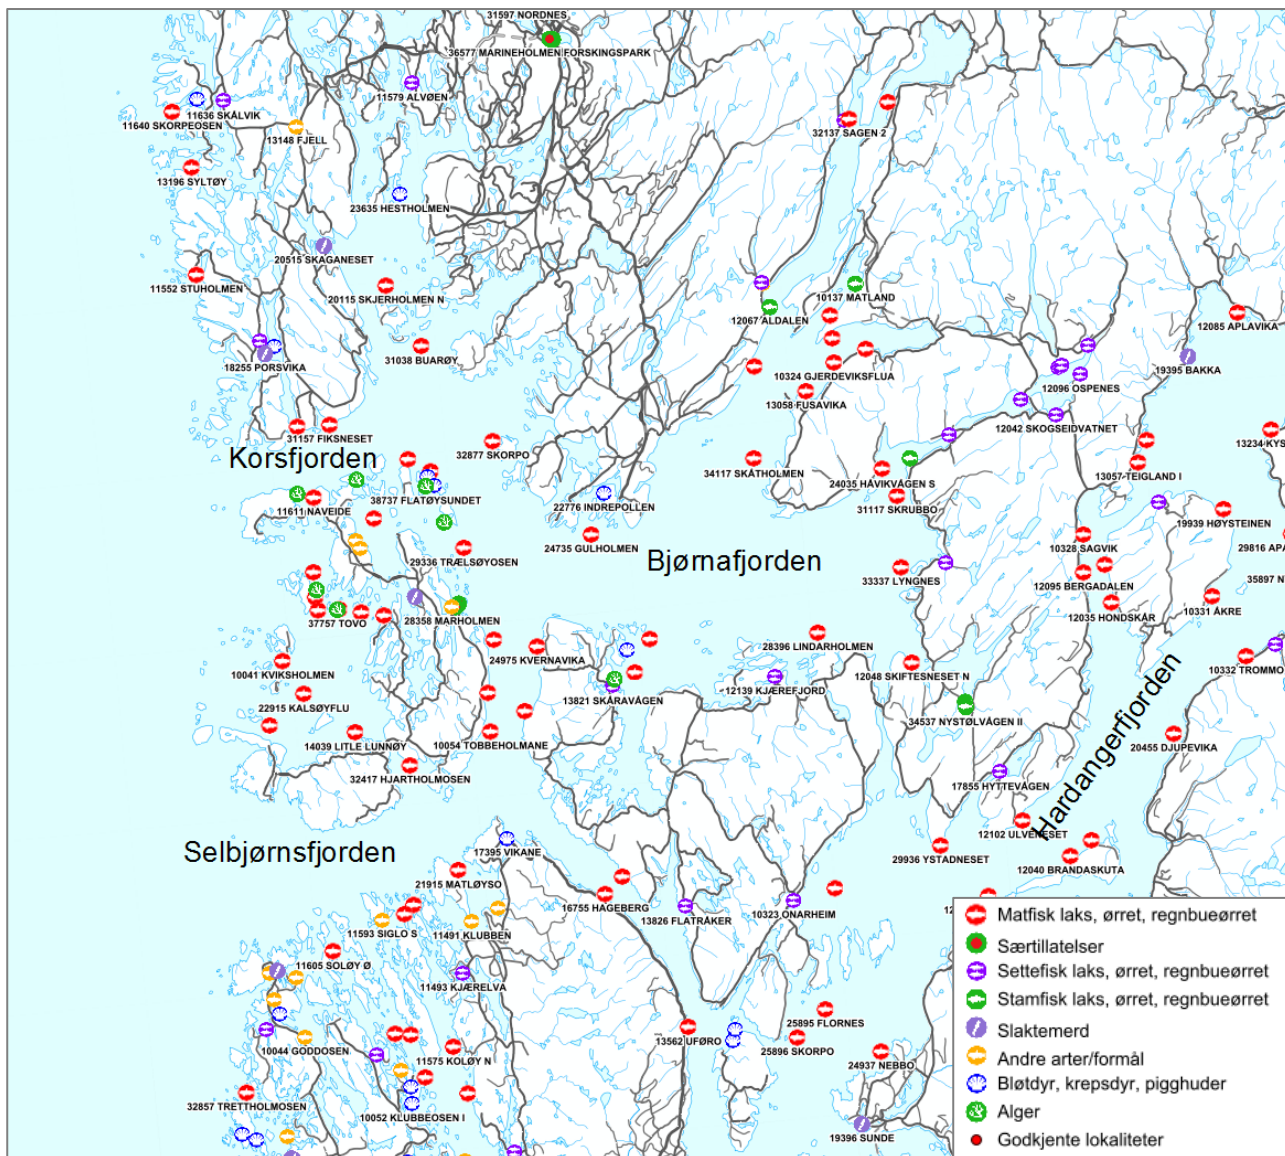 31597 NORDNES
36577 MARINEHOLMEN FORSKINGSPARK
11579 ALVØEN
11636 SKÅLVIK
11640 SKORPEOSEN
32137 SAGEN 2
13148 FJELL
13196 SYLTØY
23635 HESTHOLMEN
20515 SKAGANESET
11552 STUHOLMEN
20115 SKJERHOLMEN N
10137 MATLAND
12067 ALDALEN
12085 APLAVIKA
31038 BUARØY
18255 PORSVIKA
10324 GJERDEVIKSFLUA
19395 BAKKA
12096 OSPENES
13058 FUSAVIKA
12042 SKOGSEIDVATNET
31157 FIKSNESET
13234 KYS
Korsfjorden
32877 SKORPO
34117 SKÅTHOLMEN
24035 HÅVIKVÅGEN S
13057 TEIGLAND I
38737 FLATØYSUNDET
11611 NAVEIDE
22776 INDREPOLLEN
31117 SKRUBBO
19939 HØYSTEINEN
24735 GULHOLMEN
10328 SAGVIK
29816 APA
29336 TRÆLSØYOSEN
Bjørnafjorden
33337 LYNGNES
12095 BERGADALEN
35897 N
10331 ÅKRE
12035 HONDSKÅR
28358 MARHOLMEN
37757 TOVO
28396 LINDARHOLMEN
24975 KVERNAVIKA
10041 KVIKSHOLMEN
12048 SKIFTESNESET N
10332 TROMMO
12139 KJÆREFJORD
13821 SKÅRAVÅGEN
22915 KALSØYFLU
34537 NYSTØLVÅGEN II
14039 LITLE LUNNØY
10054 TOBBEHOLMANE
20455 DJUPEVIKA
Hardangerfjorden
32417 HJARTHOLMOSEN
17855 HYTTEVÅGEN
12102 ULVENESET
Selbjørnsfjorden
17395 VIKANE
29936 YSTADNESET
12040 BRANDASKUTA
21915 MATLØYSO
16755 HAGEBERG
13826 FLATRÅKER
10323 ONARHEIM
12
11593 SIGLO S
11491 KLUBBEN
11605 SOLØY Ø
11493 KJÆRELVA
25895 FLORNES
13562 UFØRO
25896 SKORPO
10044 GODDOSEN
11575 KOLØY N
24937 NEBBO
32857 TRETTHOLMOSEN
10052 KLUBBEOSEN I
19396 SUNDE
Matfisk laks, ørret, regnbueørret
Særtillatelser
Settefisk laks, ørret, regnbueørret
Stamfisk laks, ørret, regnbueørret
Slaktemerd
Andre arter/formål
Bløtdyr, krepsdyr, pigghuder
Alger
Godkjente lokaliteter